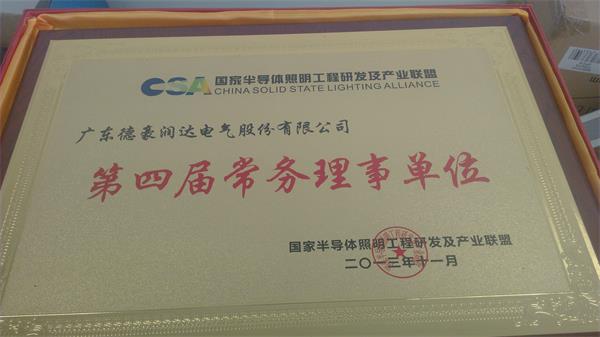 CSA 国家半导体照明工程研发及产业联盟
CHINA SOLID STATE LIGHTING ALLIANCE
广东德豪润达电气股份有限公司
第四届常务理事单位
国家半导体照明工程研发及产业联盟
二〇一三年十一月